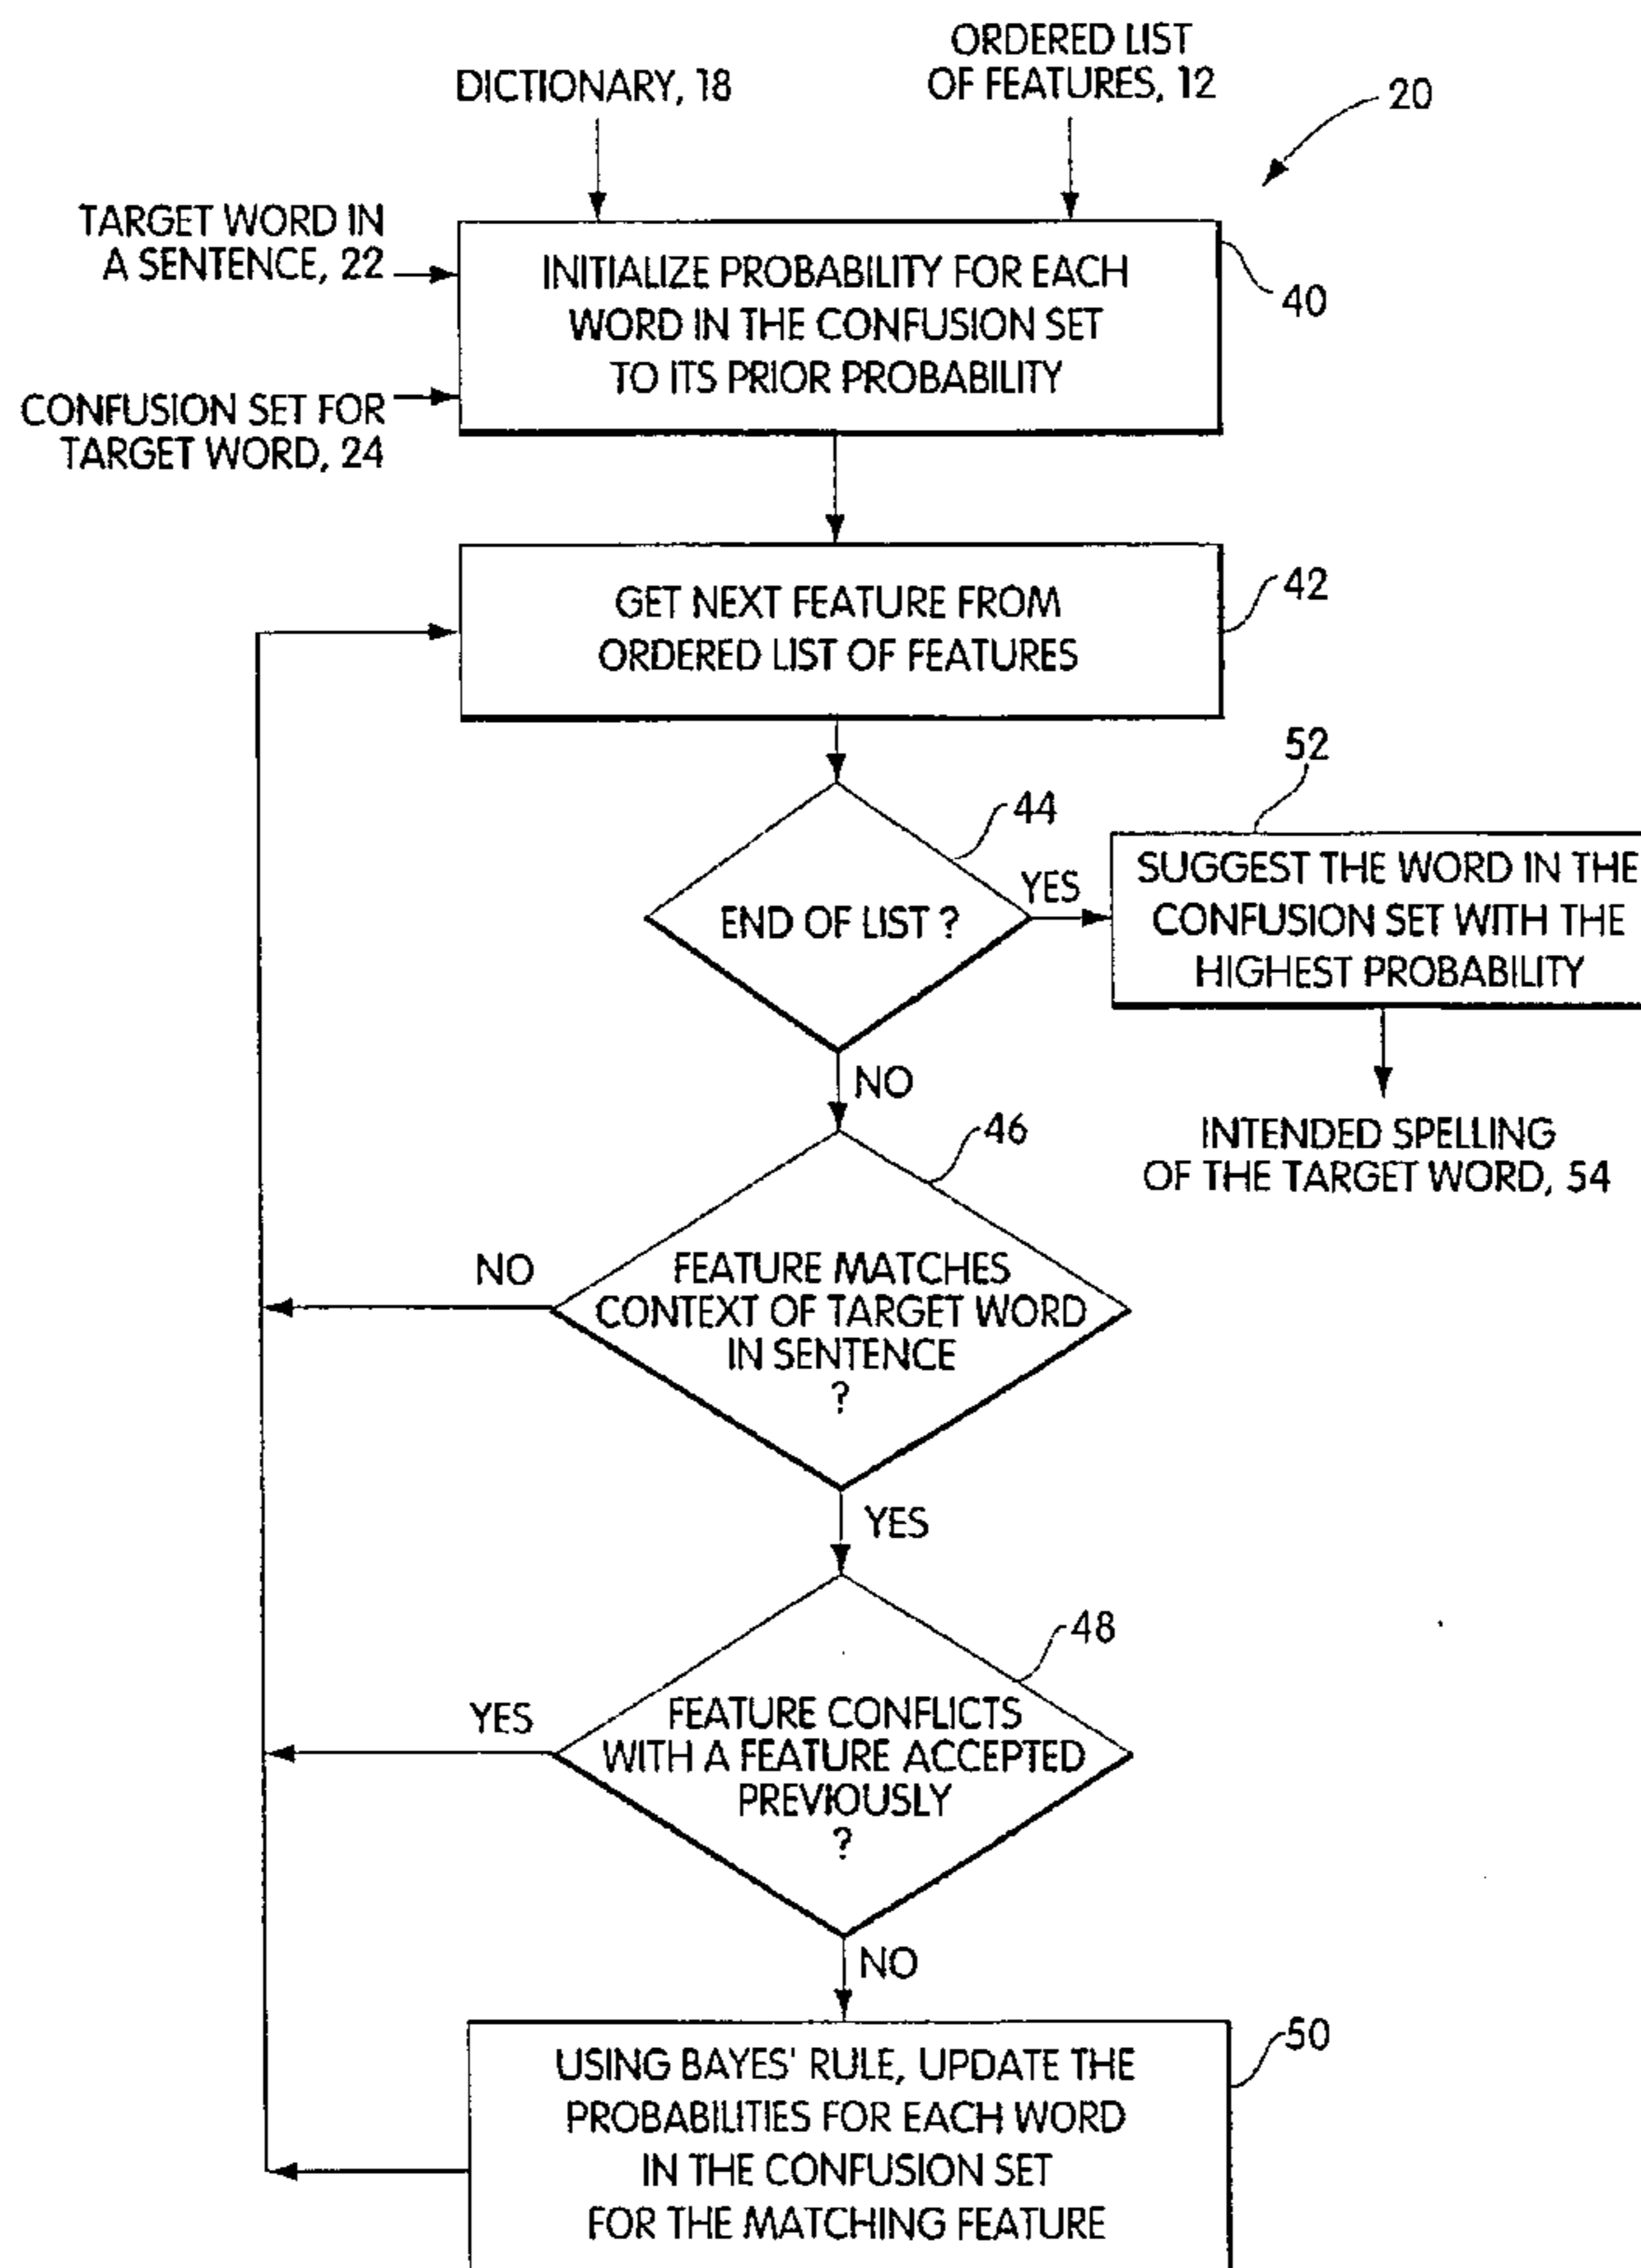 ORDERED LIST
OF FEATURES, 12
DICTIONARY, 18
20
TARGET WORD IN
A SENTENCE, 22
INITIALIZE PROBABILITY FOR EACH
WORD IN THE CONFUSION SET
TO ITS PRIOR PROBABILITY
40
CONFUSION SET FOR
TARGET WORD, 24
GET NEXT FEATURE FROM
ORDERED LIST OF FEATURES
42
52
44
END OF LIST ?
YES
SUGGEST THE WORD IN THE
CONFUSION SET WITH THE
HIGHEST PROBABILITY
NO
INTENDED SPELLING
OF THE TARGET WORD, 54
46
NO
FEATURE MATCHES
CONTEXT OF TARGET WORD
IN SENTENCE
?
YES
48
YES
FEATURE CONFLICTS
WITH A FEATURE ACCEPTED
PREVIOUSLY
?
NO
50
USING BAYES' RULE, UPDATE THE
PROBABILITIES FOR EACH WORD
IN THE CONFUSION SET
FOR THE MATCHING FEATURE